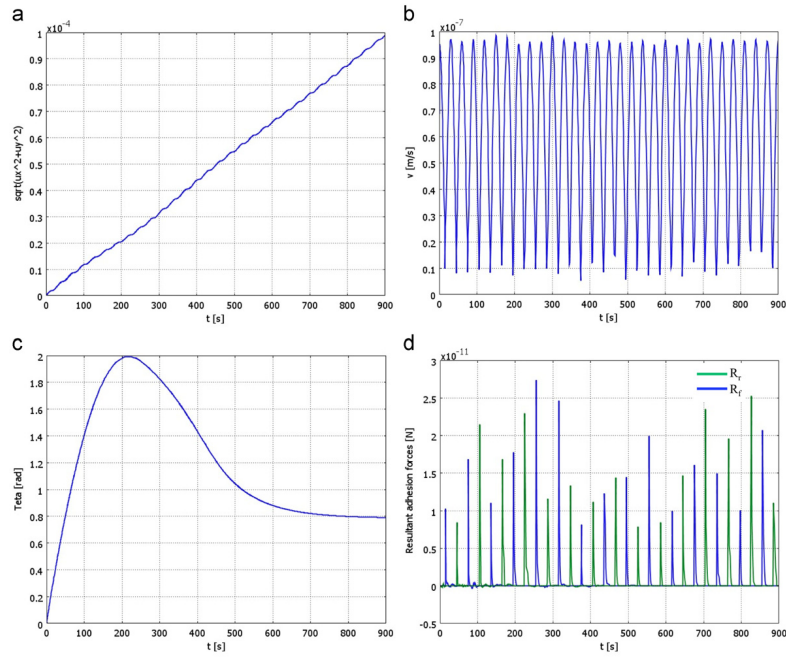 a
x10^-4
1
0.9
0.8
0.7
0.6
0.5
0.4
0.3
0.2
0.1
0
sqrt(ux^2+uy^2)
0 100 200 300 400 500 600 700 800 900
t [s]
b
x10^-7
1
0.9
0.8
0.7
0.6
0.5
0.4
0.3
0.2
0.1
0
v [m/s]
0 100 200 300 400 500 600 700 800 900
t [s]
c
2
1.8
1.6
1.4
1.2
1
0.8
0.6
0.4
0.2
0
Teta [rad]
0 100 200 300 400 500 600 700 800 900
t [s]
d
x10^-11
3
2.5
2
1.5
1
0.5
0
-0.5
Resultant adhesion forces [N]
R_r
R_f
0 100 200 300 400 500 600 700 800 900
t [s]